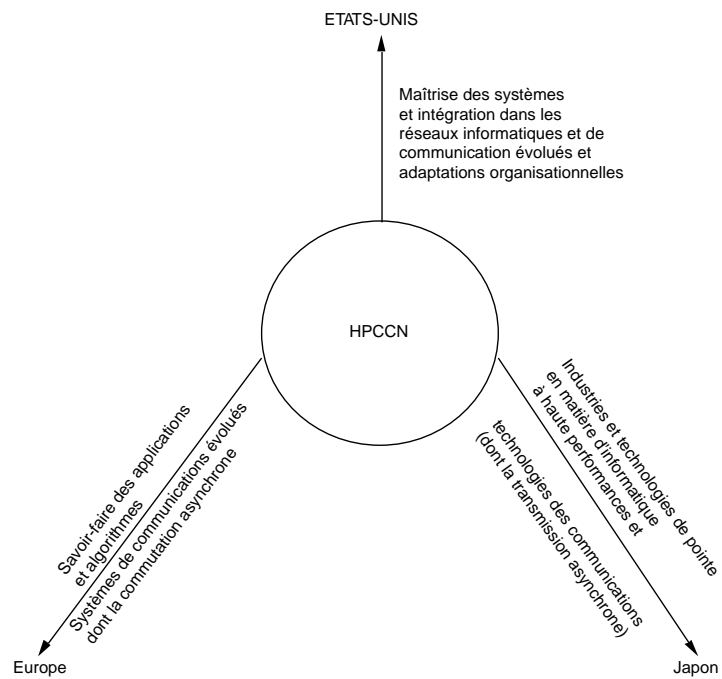 ETATS-UNIS
Maîtrise des systèmes
et intégration dans les
réseaux informatiques et de
communication évolués et
adaptations organisationnelles
HPCCN
Savoir-faire des applications
et algorithmes
Systèmes de communications évolués
dont la commutation asynchrone
Industries et technologies de pointe
en matière d'informatique
à haute performances et
technologies des communications
(dont la transmission asynchrone)
Europe
Japon